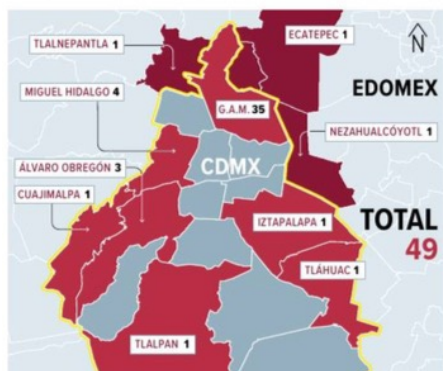 TLALNEPANTLA 1
ECATEPEC 1
N
EDOMEX
MIGUEL HIDALGO 4
G.A.M. 35
NEZAHUALCÓYOTL 1
CDMX
ÁLVARO OBREGÓN 3
CUAJIMALPA 1
IZTAPALAPA 1
TOTAL
49
TLÁHUAC 1
TLALPAN 1